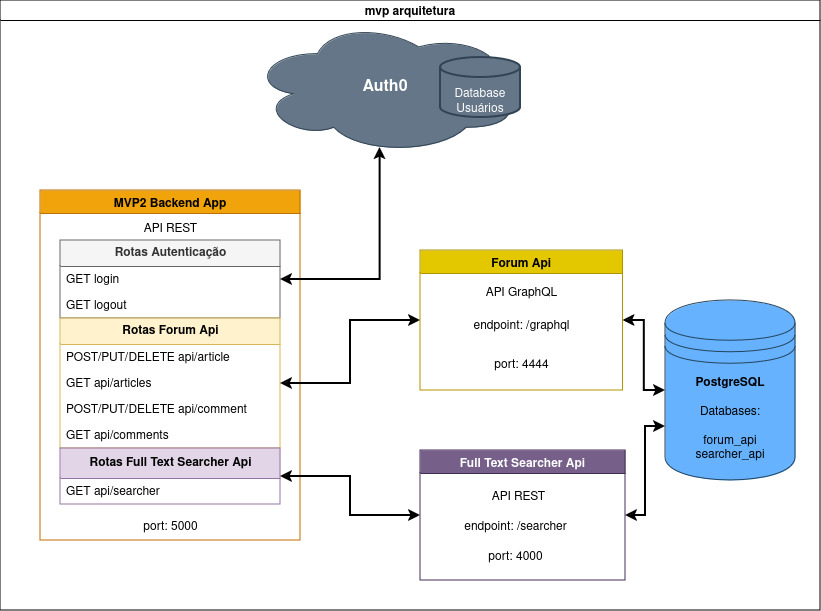 mvp arquitetura
Auth0
Database
Usuários
MVP2 Backend App
API REST
Rotas Autenticação
GET login
GET logout
Rotas Forum Api
POST/PUT/DELETE api/article
GET api/articles
POST/PUT/DELETE api/comment
GET api/comments
Rotas Full Text Searcher Api
GET api/searcher
port: 5000
Forum Api
API GraphQL
endpoint: /graphql
port: 4444
Full Text Searcher Api
API REST
endpoint: /searcher
port: 4000
PostgreSQL
Databases:
forum_api
searcher_api